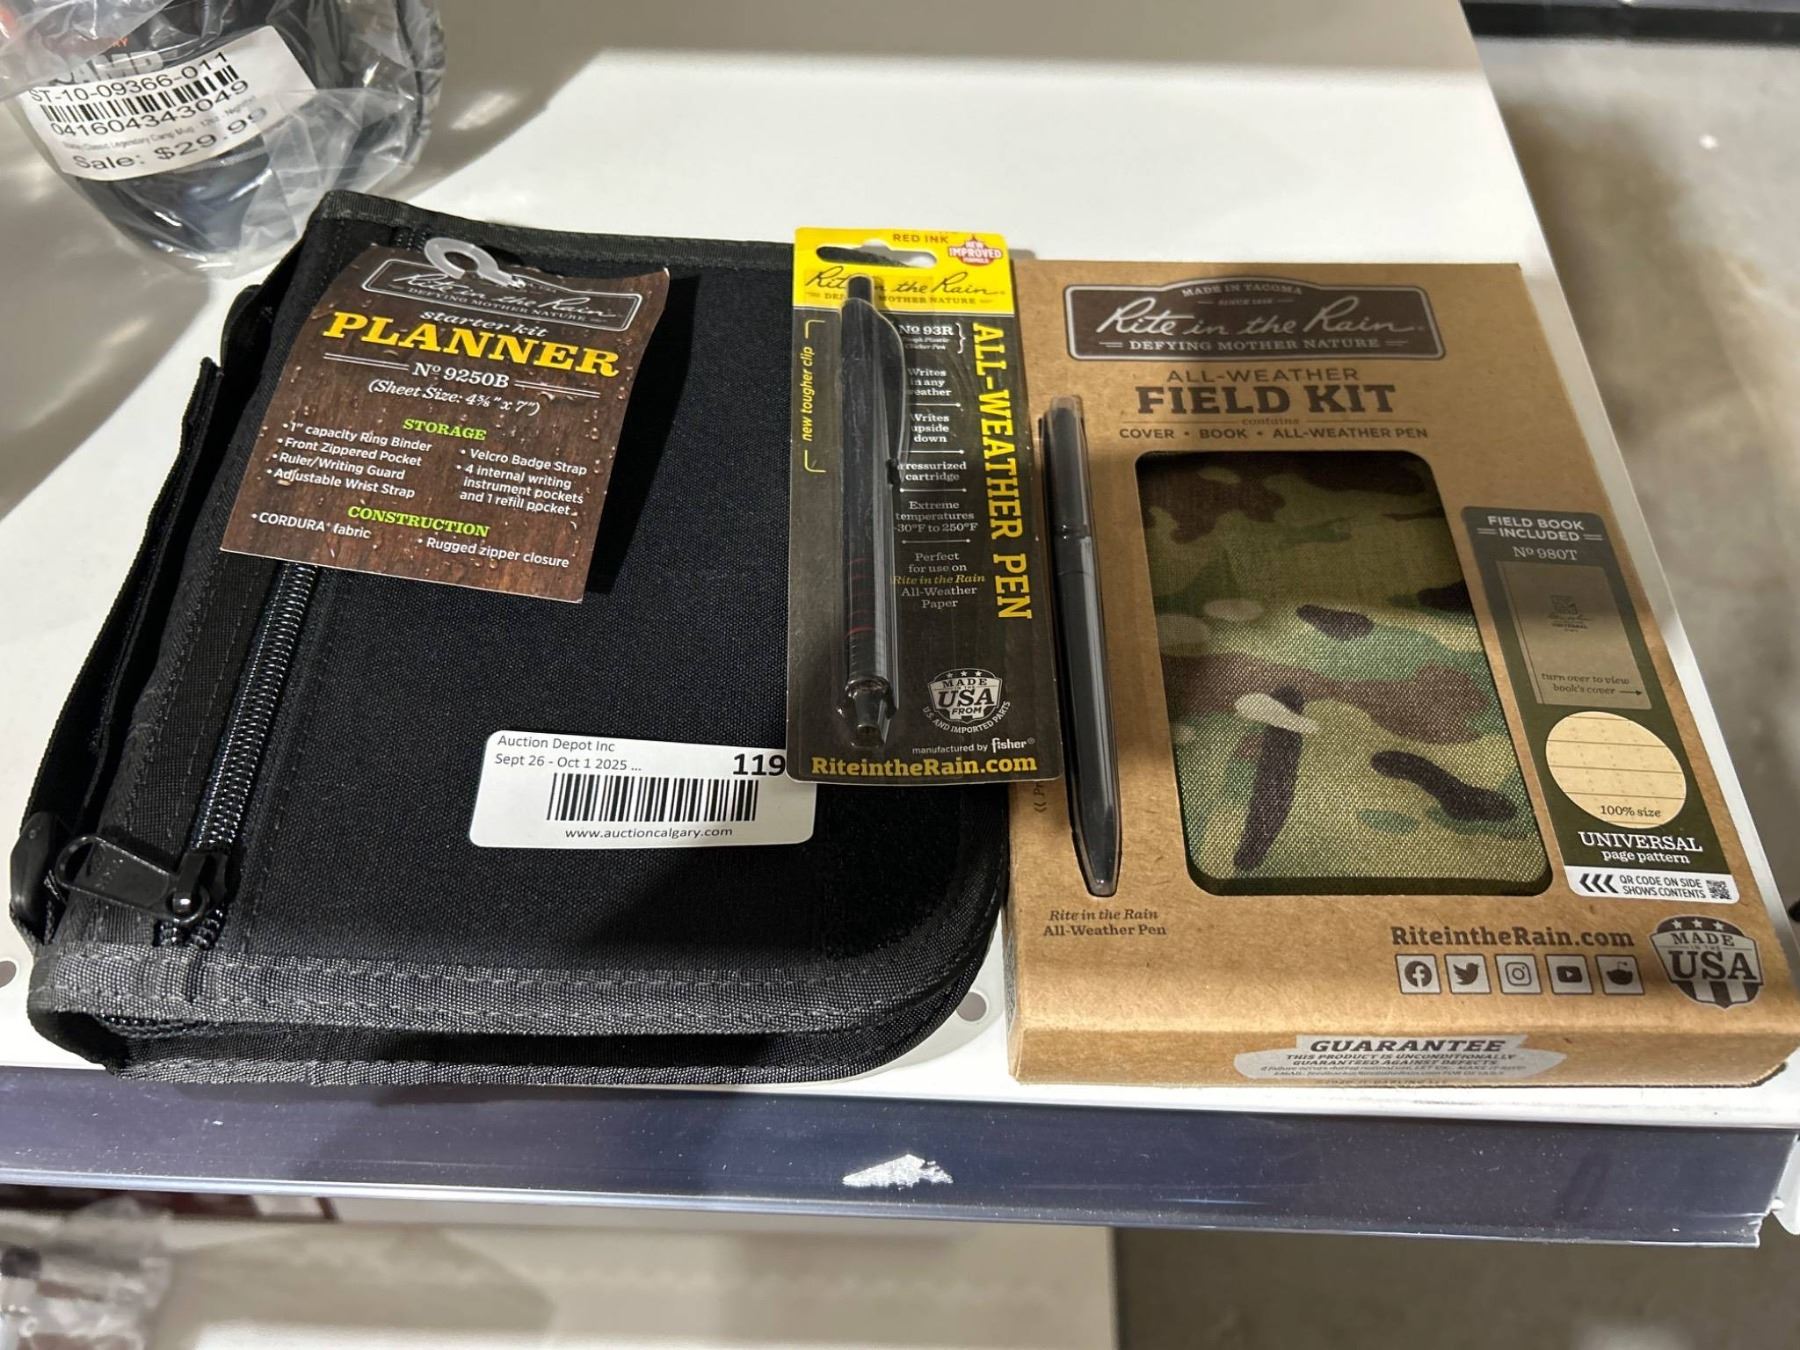 AMP
ST-10-09366-011
041604343049
Sale: $29.99
Rite in the Rain
DEFYING MOTHER NATURE
starter kit
PLANNER
Nº 9250B
(Sheet Size: 4⅝" x 7")
STORAGE
• 1" capacity Ring Binder
• Front Zippered Pocket
• Ruler/Writing Guard
• Adjustable Wrist Strap
• Velcro Badge Strap
• 4 internal writing
instrument pockets
and 1 refill pocket
CONSTRUCTION
• CORDURA® fabric
• Rugged zipper closure
Auction Depot Inc
Sept 26 - Oct 1 2025 ...
119
www.auctioncalgary.com
RED INK
NEW
IMPROVED
Rite in the Rain
MOTHER NATURE
new tougher clip
Nº 93R
Writes
in any
weather
Writes
upside
down
pressurized
cartridge
Extreme
temperatures
-30°F to 250°F
Perfect
for use on
Rite in the Rain
All-Weather
Paper
ALL-WEATHER PEN
MADE
IN THE
USA
FROM
U.S. AND IMPORTED PARTS
manufactured by fisher®
RiteintheRain.com
MADE IN TACOMA
Rite in the Rain
DEFYING MOTHER NATURE
ALL-WEATHER
FIELD KIT
contains
COVER • BOOK • ALL-WEATHER PEN
FIELD BOOK
INCLUDED
Nº 980T
turn over to view
book's cover
100% size
UNIVERSAL
page pattern
QR CODE ON SIDE
SHOWS CONTENTS
Rite in the Rain
All-Weather Pen
RiteintheRain.com
MADE
IN THE
USA
GUARANTEE
THIS PRODUCT IS UNCONDITIONALLY
GUARANTEED AGAINST DEFECTS